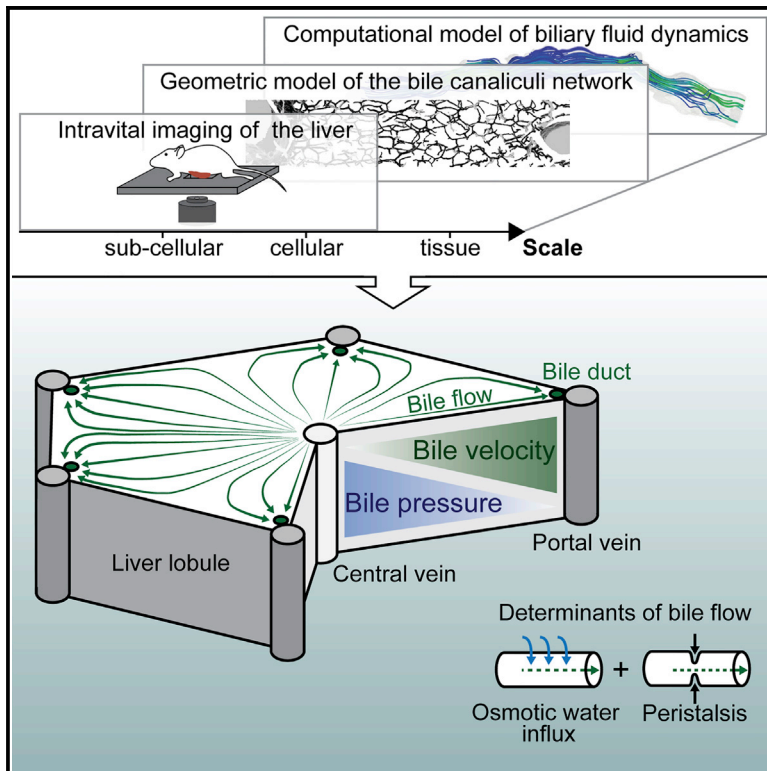 Computational model of biliary fluid dynamics
Geometric model of the bile canaliculi network
Intravital imaging of the liver
sub-cellular
cellular
tissue
Scale
Bile duct
Bile flow
Bile velocity
Bile pressure
Liver lobule
Central vein
Portal vein
Determinants of bile flow
+
Osmotic water
influx
Peristalsis